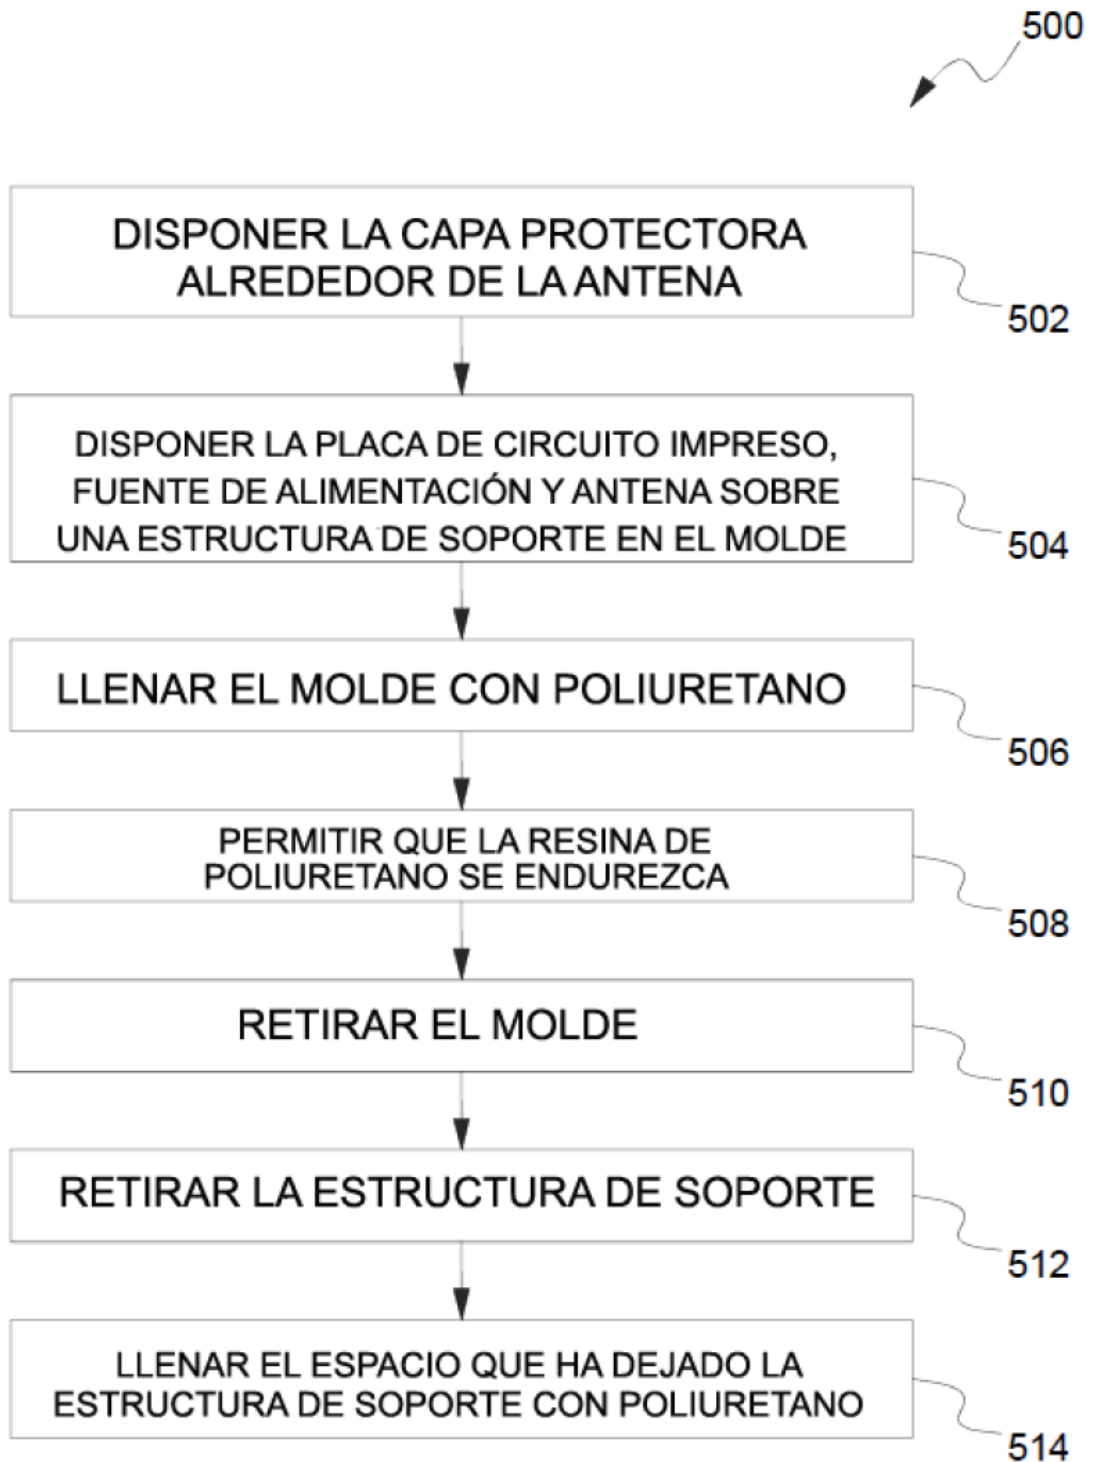 500
DISPONER LA CAPA PROTECTORA
ALREDEDOR DE LA ANTENA
502
DISPONER LA PLACA DE CIRCUITO IMPRESO,
FUENTE DE ALIMENTACIÓN Y ANTENA SOBRE
UNA ESTRUCTURA DE SOPORTE EN EL MOLDE
504
LLENAR EL MOLDE CON POLIURETANO
506
PERMITIR QUE LA RESINA DE
POLIURETANO SE ENDUREZCA
508
RETIRAR EL MOLDE
510
RETIRAR LA ESTRUCTURA DE SOPORTE
512
LLENAR EL ESPACIO QUE HA DEJADO LA
ESTRUCTURA DE SOPORTE CON POLIURETANO
514